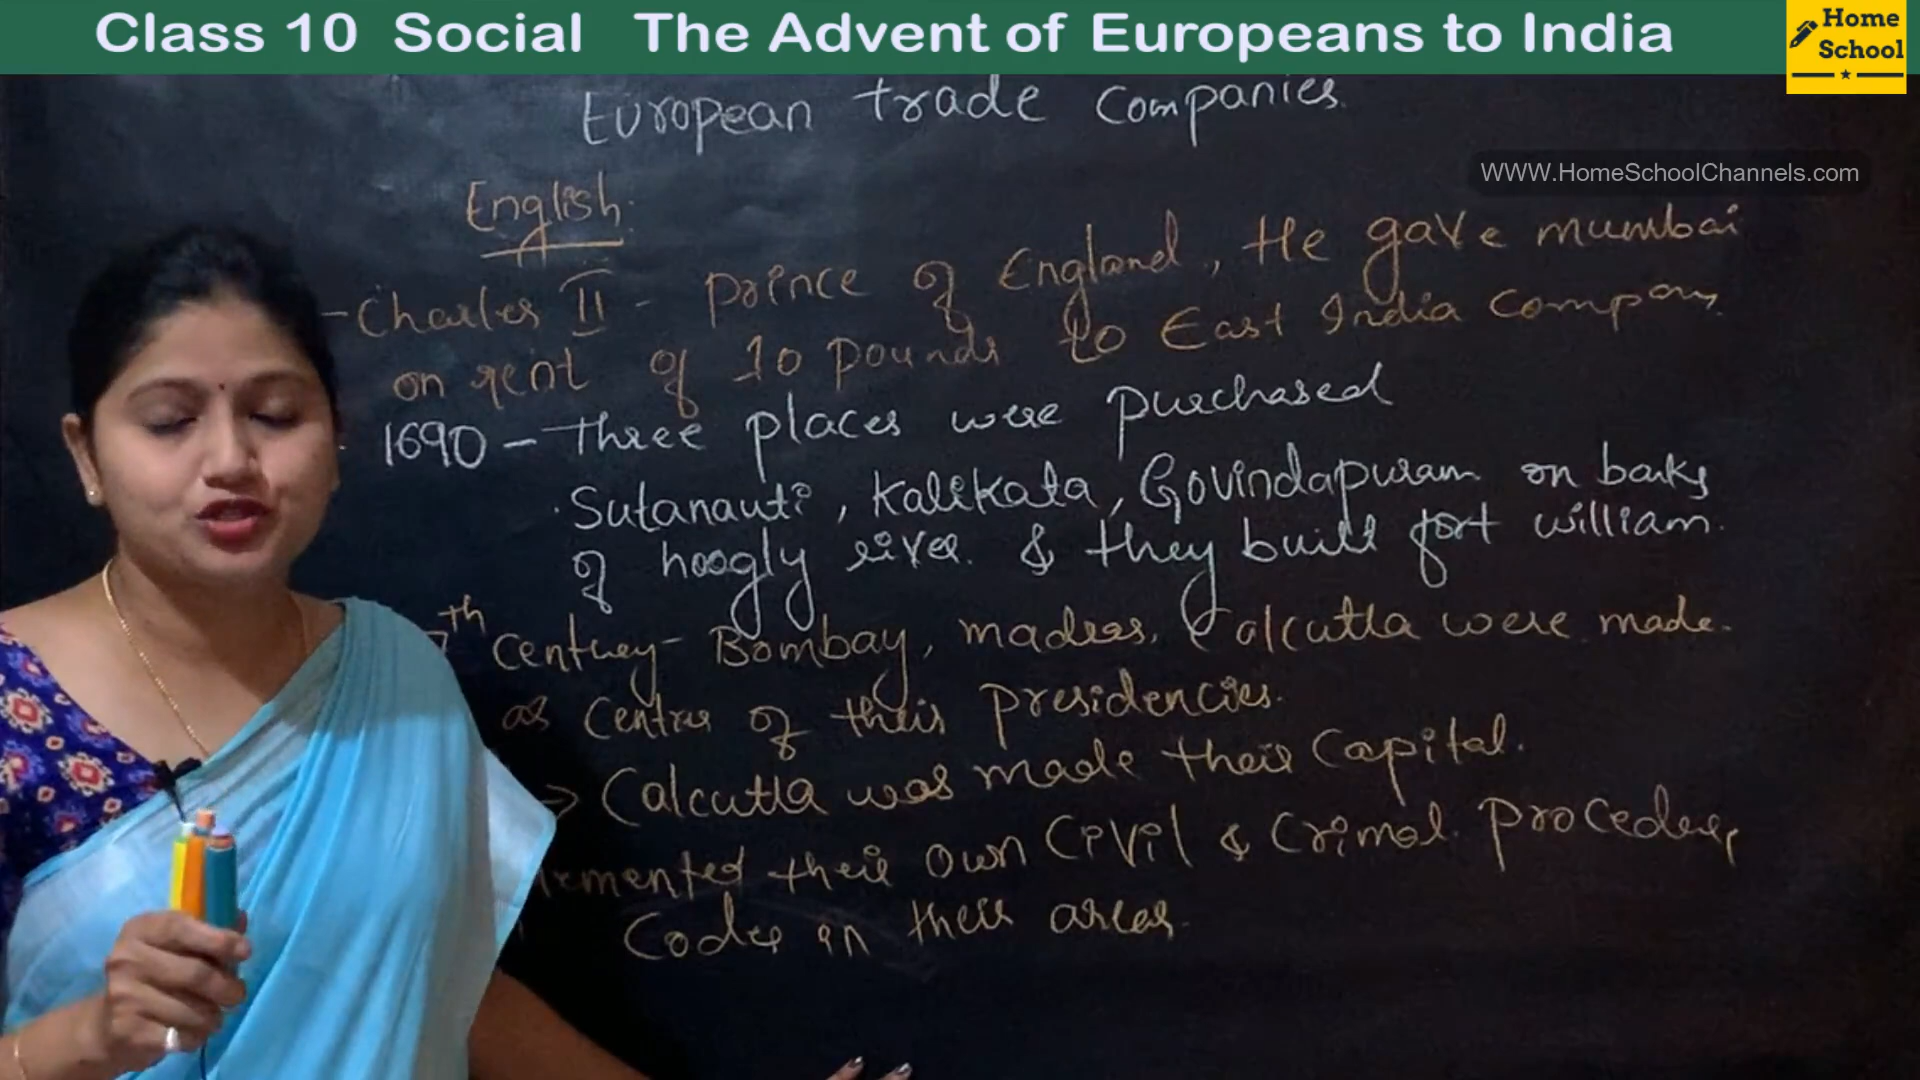 Class 10 Social The Advent of Europeans to India
Home
School
European trade Companies.
WWW.HomeSchoolChannels.com
English:
- Charles II - prince of England, He gave mumbai
on rent of 10 pounds to East India Company.
1690 - Three places were purchased
Sutanauti, Kalikata, Govindapuram on banks
of hoogly river. & they built fort william.
th century - Bombay, madras, Calcutta were made
as centres of their presidencies.
→ Calcutta was made their Capital.
emented their own Civil & Crimal procedure,
Codes in their areas.